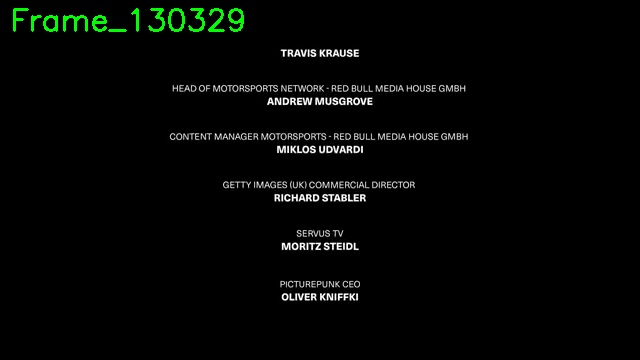 Frame_130329
TRAVIS KRAUSE
HEAD OF MOTORSPORTS NETWORK - RED BULL MEDIA HOUSE GMBH
ANDREW MUSGROVE
CONTENT MANAGER MOTORSPORTS - RED BULL MEDIA HOUSE GMBH
MIKLOS UDVARDI
GETTY IMAGES (UK) COMMERCIAL DIRECTOR
RICHARD STABLER
SERVUS TV
MORITZ STEIDL
PICTUREPUNK CEO
OLIVER KNIFFKI